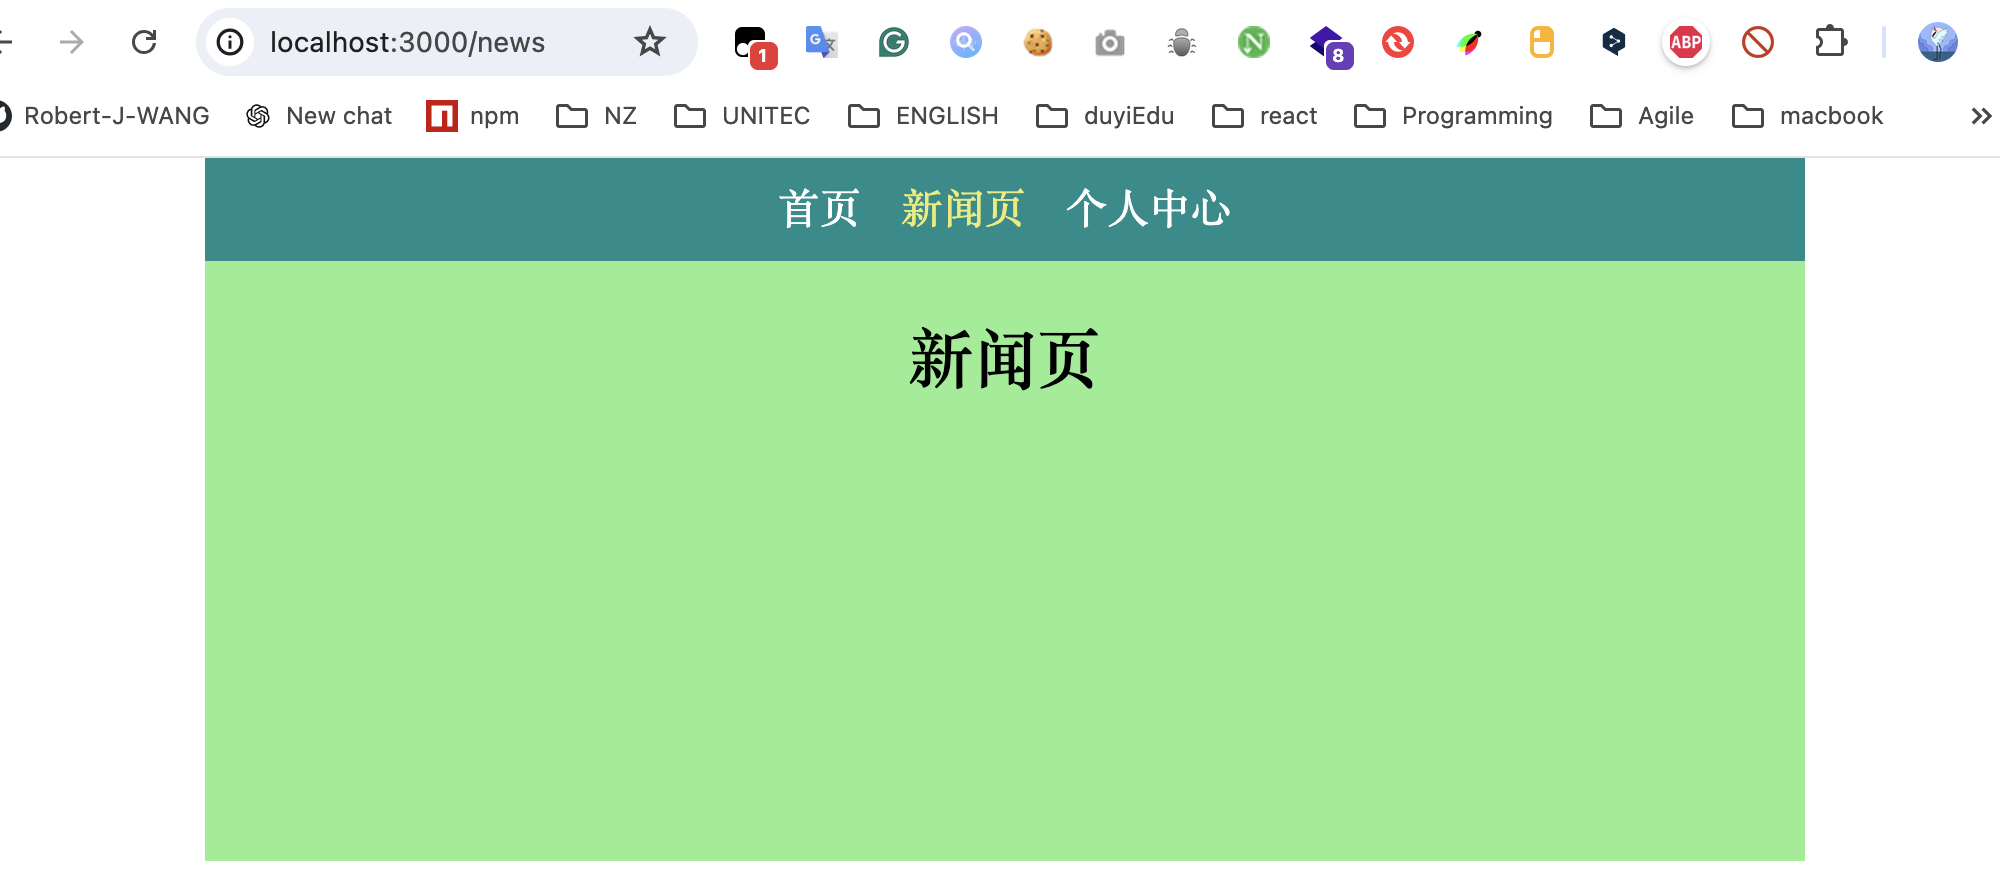 localhost:3000/news
1
8
ABP
Robert-J-WANG New chat npm NZ UNITEC ENGLISH duyiEdu react Programming Agile macbook
首页 新闻页 个人中心
新闻页